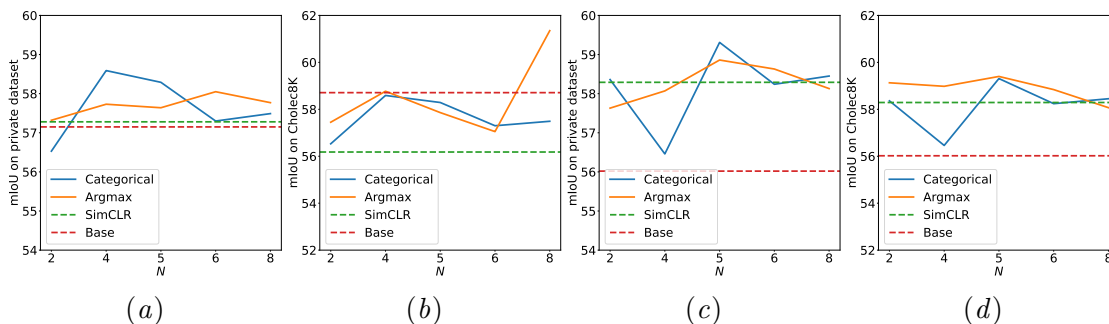 60
59
58
57
56
55
54
mIoU on private dataset
Categorical
Argmax
SimCLR
Base
2 4 5 6 8
N
(a)
62
60
58
56
54
52
mIoU on Cholec8K
Categorical
Argmax
SimCLR
Base
2 4 5 6 8
N
(b)
60
59
58
57
56
55
54
mIoU on private dataset
Categorical
Argmax
SimCLR
Base
2 4 5 6 8
N
(c)
62
60
58
56
54
52
mIoU on Cholec8K
Categorical
Argmax
SimCLR
Base
2 4 5 6 8
N
(d)